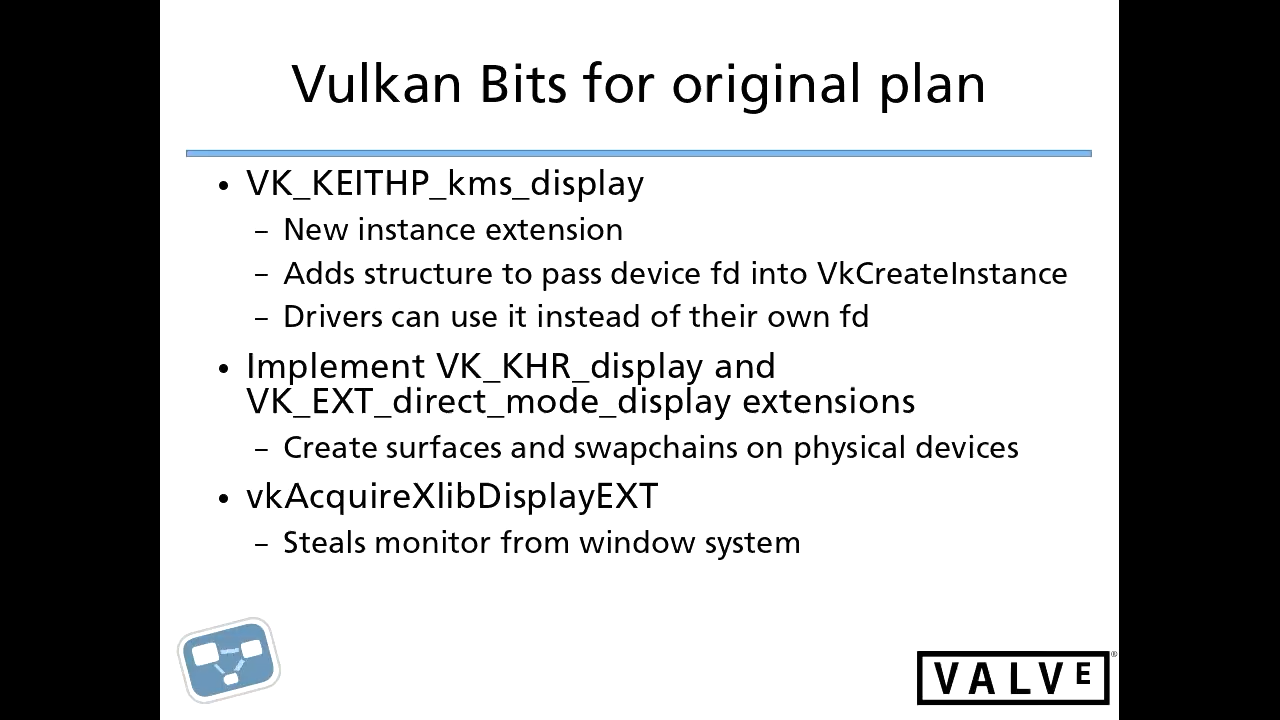 Vulkan Bits for original plan
• VK_KEITHP_kms_display
– New instance extension
– Adds structure to pass device fd into VkCreateInstance
– Drivers can use it instead of their own fd
• Implement VK_KHR_display and
VK_EXT_direct_mode_display extensions
– Create surfaces and swapchains on physical devices
• vkAcquireXlibDisplayEXT
– Steals monitor from window system
VALVE®